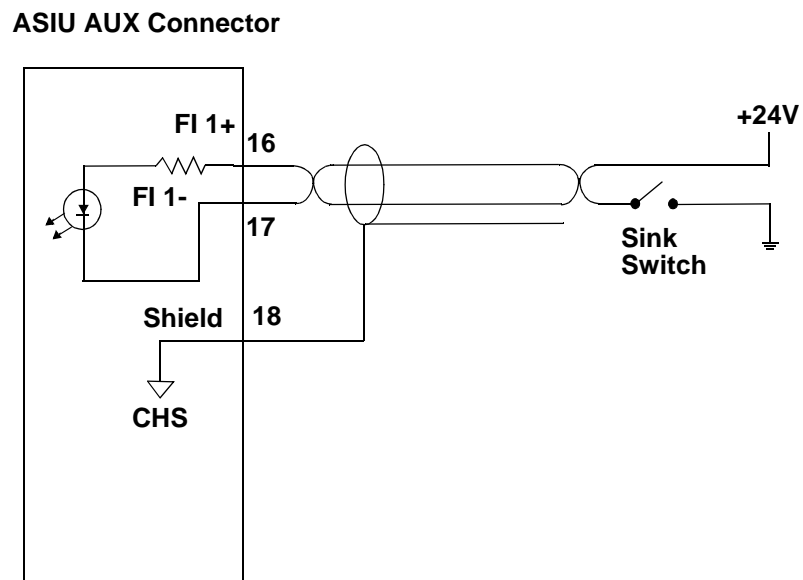 ASIU AUX Connector
FI 1+
16
+24V
FI 1-
17
Sink
Switch
Shield
18
CHS